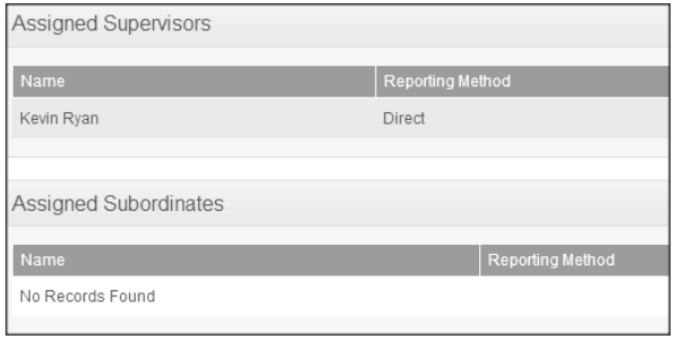 Assigned Supervisors
Name Reporting Method
Kevin Ryan Direct
Assigned Subordinates
Name Reporting Method
No Records Found